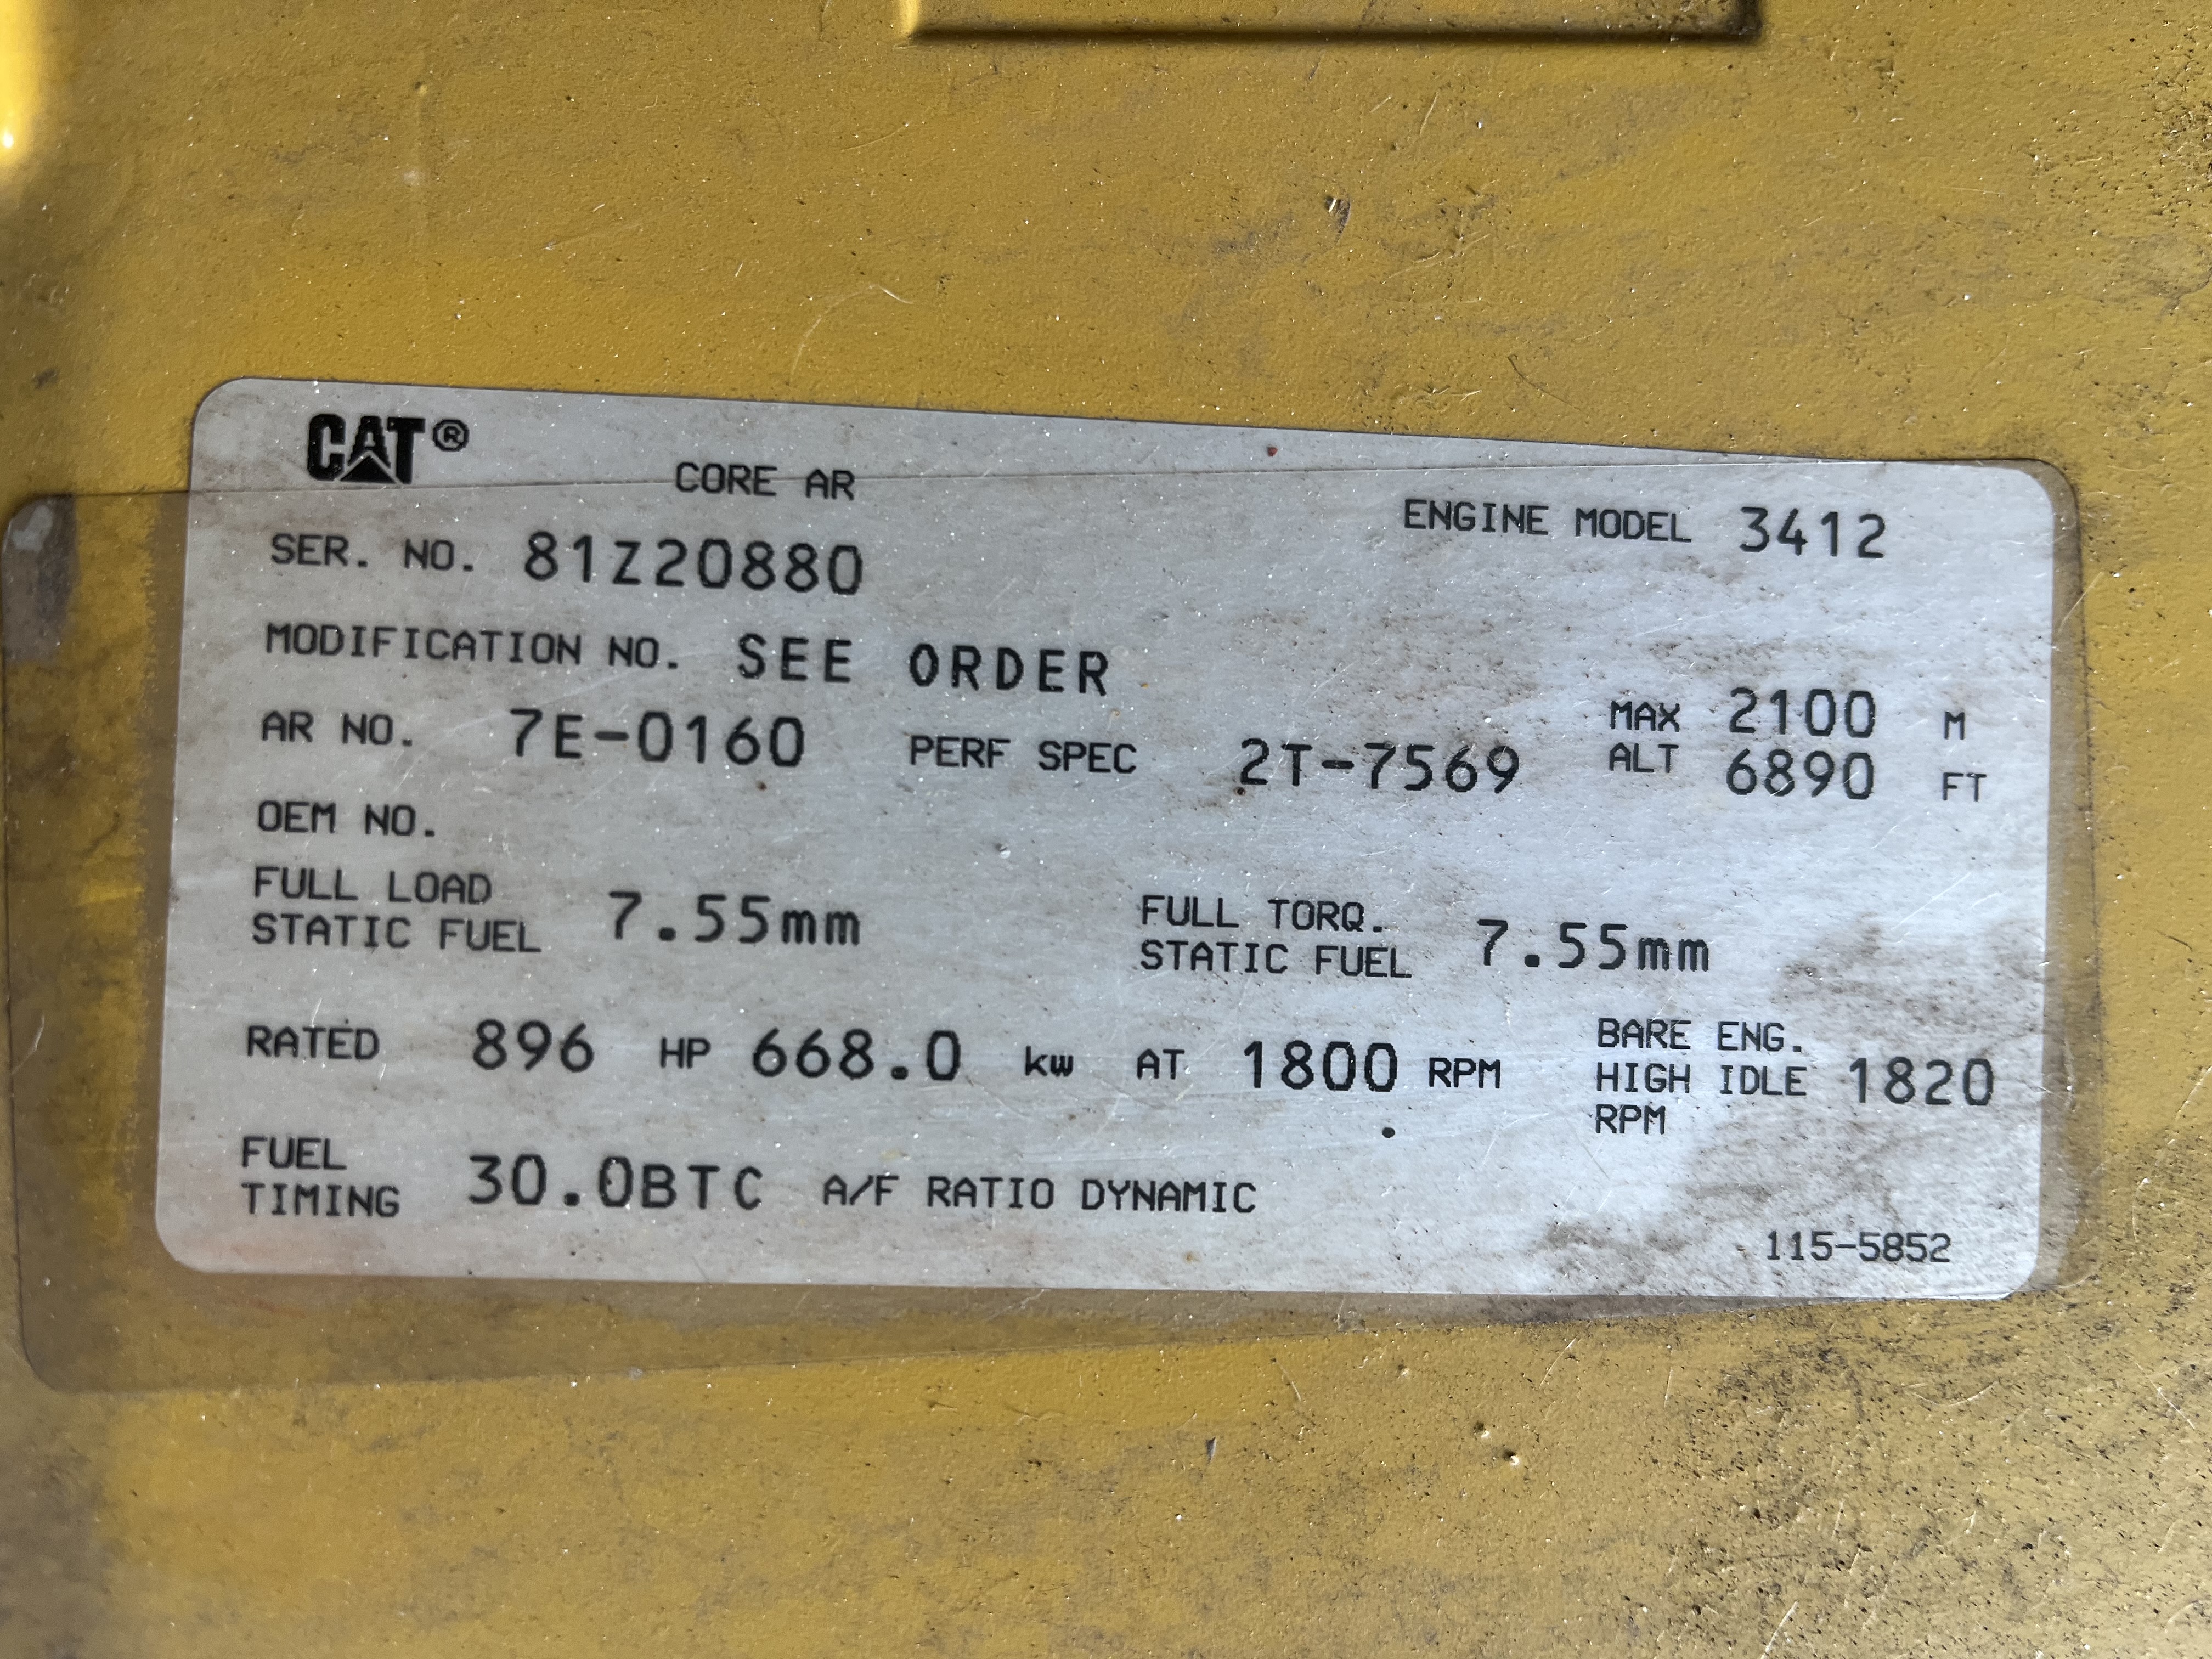 CAT®
CORE AR
SER. NO. 81Z20880
ENGINE MODEL 3412
MODIFICATION NO. SEE ORDER
AR NO. 7E-0160 PERF SPEC 2T-7569
MAX 2100 M
ALT 6890 FT
OEM NO.
FULL LOAD
STATIC FUEL 7.55mm
FULL TORQ.
STATIC FUEL 7.55mm
RATED 896 HP 668.0 kw AT 1800 RPM
BARE ENG.
HIGH IDLE 1820
RPM
FUEL
TIMING 30.0BTC A/F RATIO DYNAMIC
115-5852